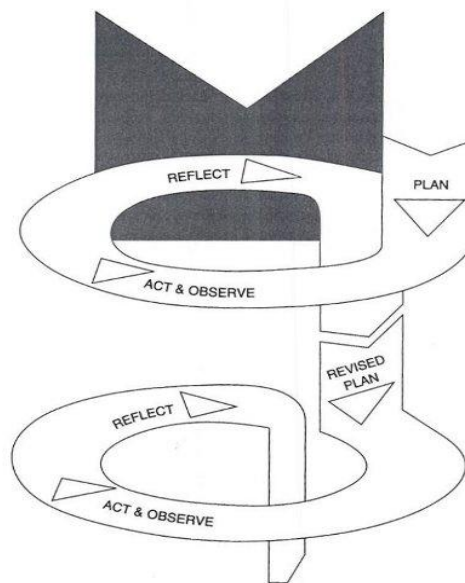 REFLECT
PLAN
ACT & OBSERVE
REVISED
PLAN
REFLECT
ACT & OBSERVE